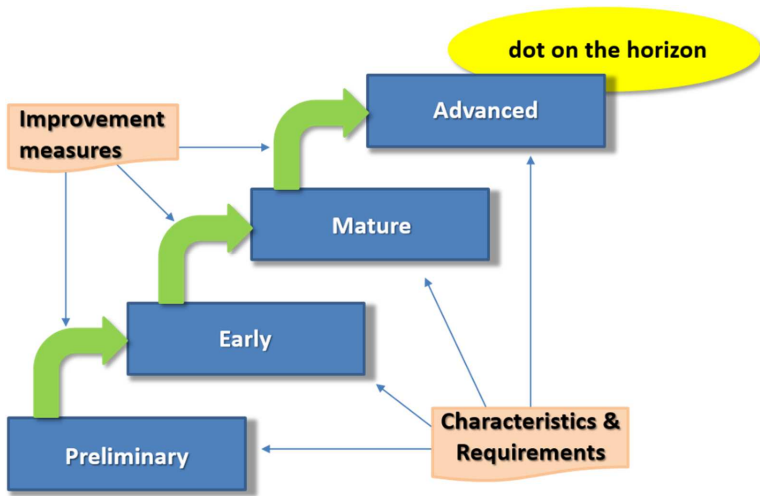 dot on the horizon
Advanced
Improvement
measures
Mature
Early
Characteristics &
Requirements
Preliminary